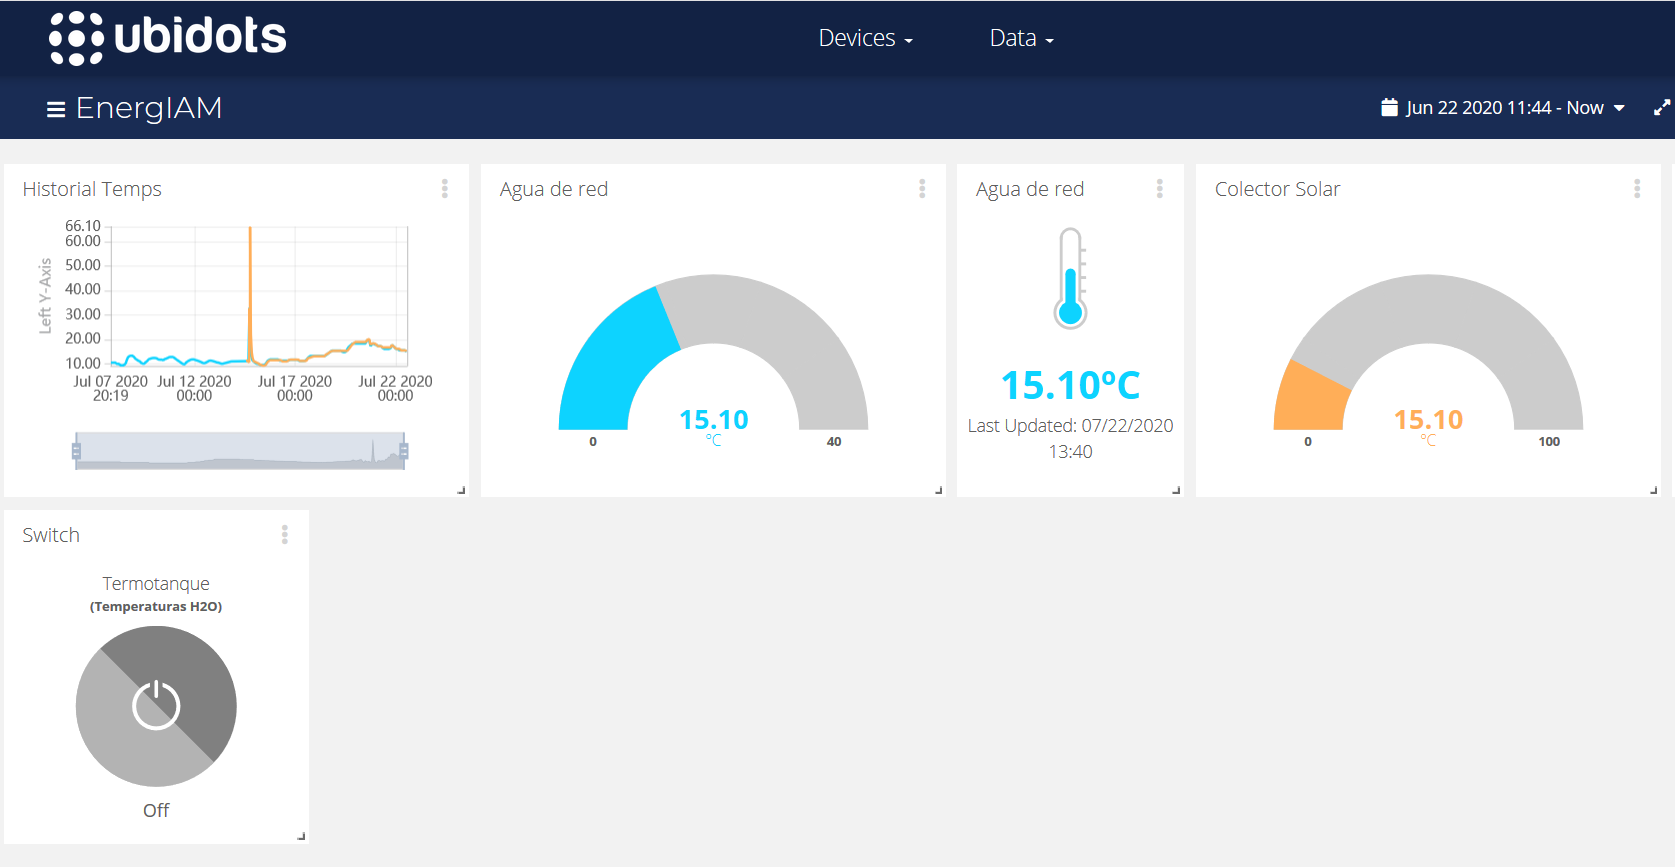 ubidots
Devices
Data
EnergIAM
Jun 22 2020 11:44 - Now
Historial Temps
Left Y-Axis
66.10
60.00
50.00
40.00
30.00
20.00
10.00
Jul 07 2020 Jul 12 2020 Jul 17 2020 Jul 22 2020
20:19 00:00 00:00 00:00
Agua de red
15.10
ºC
0 40
Agua de red
15.10ºC
Last Updated: 07/22/2020
13:40
Colector Solar
15.10
ºC
0 100
Switch
Termotanque
(Temperaturas H2O)
Off